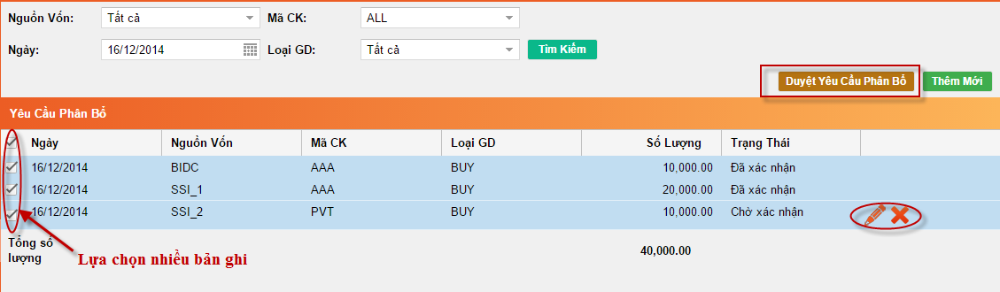 Nguồn Vốn: Tất cả Mã CK: ALL
Ngày: 16/12/2014 Loại GD: Tất cả Tìm Kiếm
Duyệt Yêu Cầu Phân Bổ Thêm Mới
Yêu Cầu Phân Bổ
Ngày Nguồn Vốn Mã CK Loại GD Số Lượng Trạng Thái
16/12/2014 BIDC AAA BUY 10,000.00 Đã xác nhận
16/12/2014 SSI_1 AAA BUY 20,000.00 Đã xác nhận
16/12/2014 SSI_2 PVT BUY 10,000.00 Chờ xác nhận
Tổng số
lượng 40,000.00
Lựa chọn nhiều bản ghi